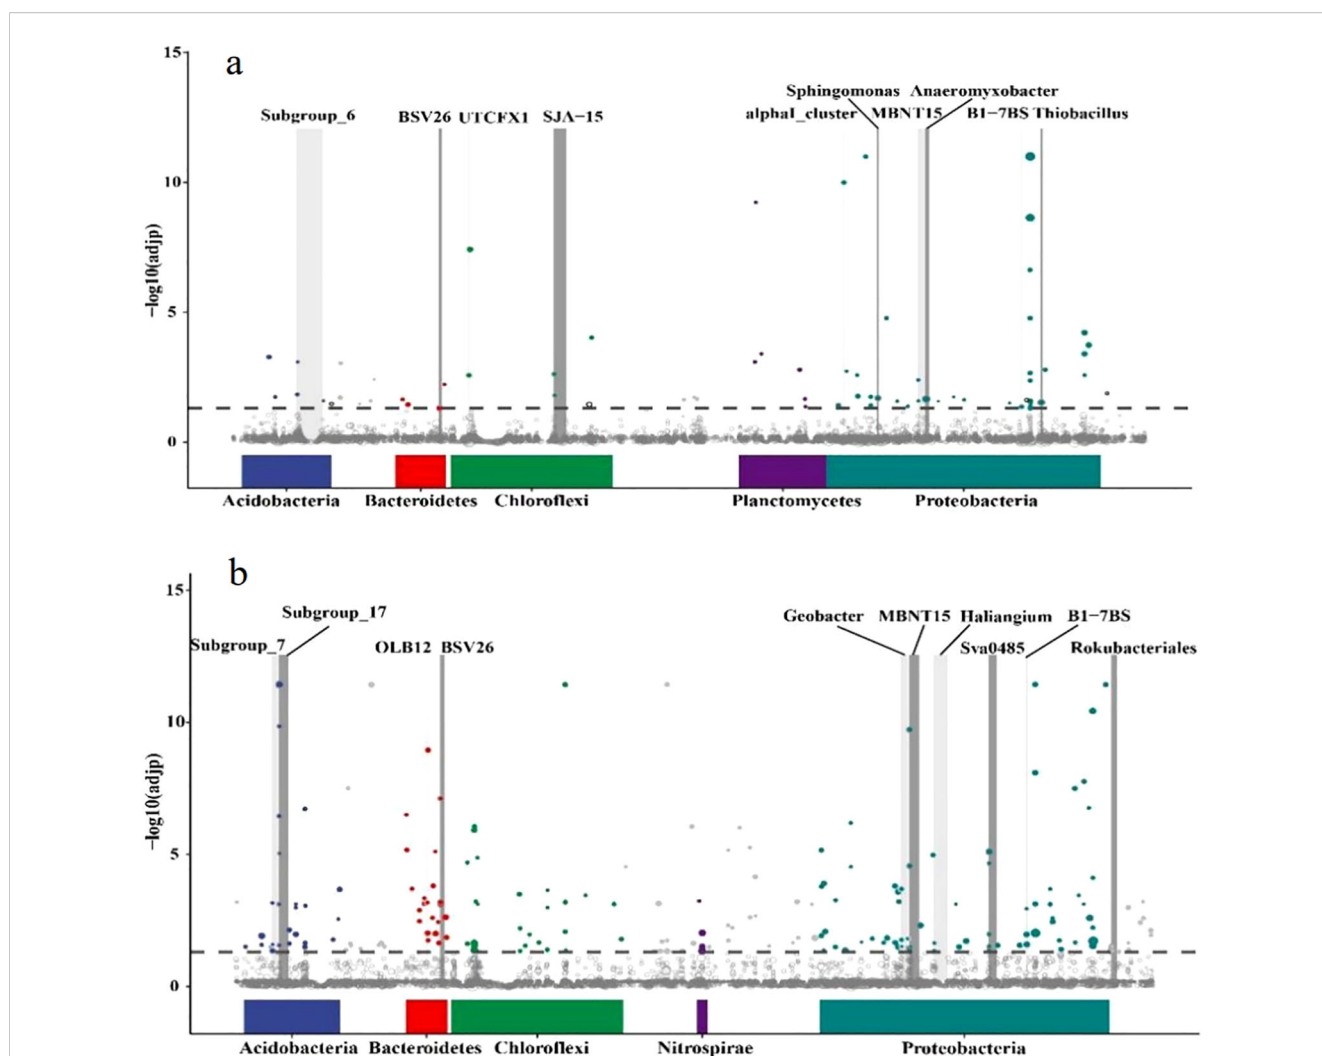 a
15
Sphingomonas Anaeromyxobacter
Subgroup_6 BSV26 UTCFX1 SJA-15 alphaI_cluster MBNT15 B1-7BS Thiobacillus
10
-log10(adjp)
5
0
Acidobacteria Bacteroidetes Chloroflexi Planctomycetes Proteobacteria
b
15
Subgroup_17 Geobacter MBNT15 Haliangium B1-7BS
Subgroup_7 OLB12 BSV26 Sva0485 Rokubacteriales
10
-log10(adjp)
5
0
Acidobacteria Bacteroidetes Chloroflexi Nitrospirae Proteobacteria